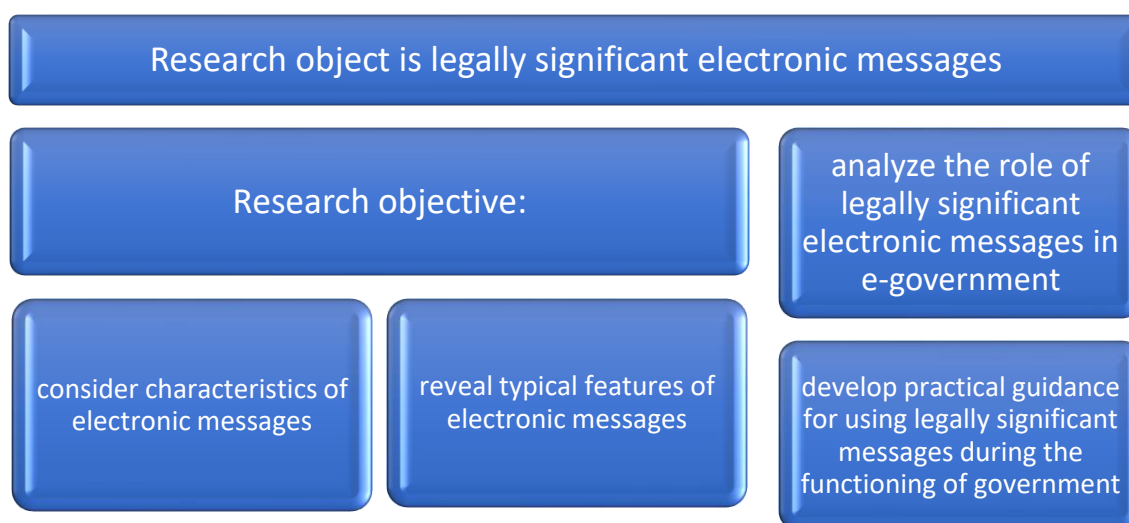 Research object is legally significant electronic messages
Research objective:
consider characteristics of
electronic messages
reveal typical features of
electronic messages
analyze the role of
legally significant
electronic messages in
e-government
develop practical guidance
for using legally significant
messages during the
functioning of government